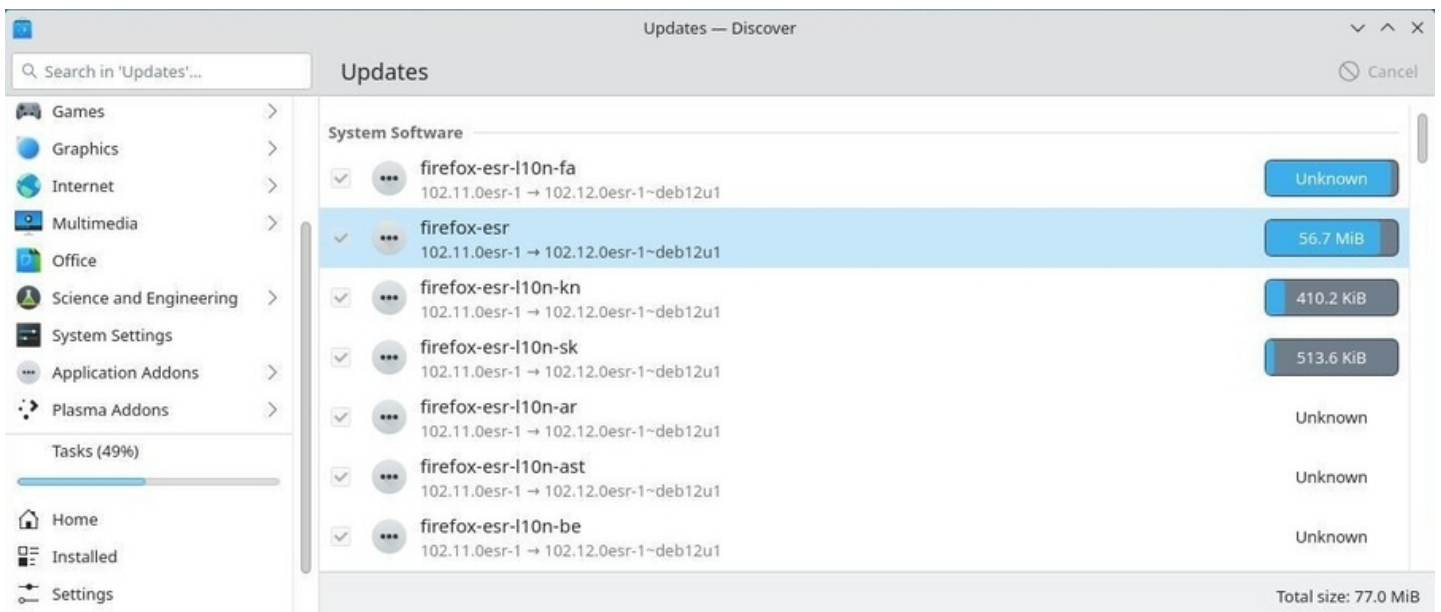 Updates — Discover
Search in 'Updates'...
Updates
Cancel
Games
Graphics
Internet
Multimedia
Office
Science and Engineering
System Settings
Application Addons
Plasma Addons
Tasks (49%)
Home
Installed
Settings
System Software
firefox-esr-l10n-fa
102.11.0esr-1 → 102.12.0esr-1~deb12u1
Unknown
firefox-esr
102.11.0esr-1 → 102.12.0esr-1~deb12u1
56.7 MiB
firefox-esr-l10n-kn
102.11.0esr-1 → 102.12.0esr-1~deb12u1
410.2 KiB
firefox-esr-l10n-sk
102.11.0esr-1 → 102.12.0esr-1~deb12u1
513.6 KiB
firefox-esr-l10n-ar
102.11.0esr-1 → 102.12.0esr-1~deb12u1
Unknown
firefox-esr-l10n-ast
102.11.0esr-1 → 102.12.0esr-1~deb12u1
Unknown
firefox-esr-l10n-be
102.11.0esr-1 → 102.12.0esr-1~deb12u1
Unknown
Total size: 77.0 MiB